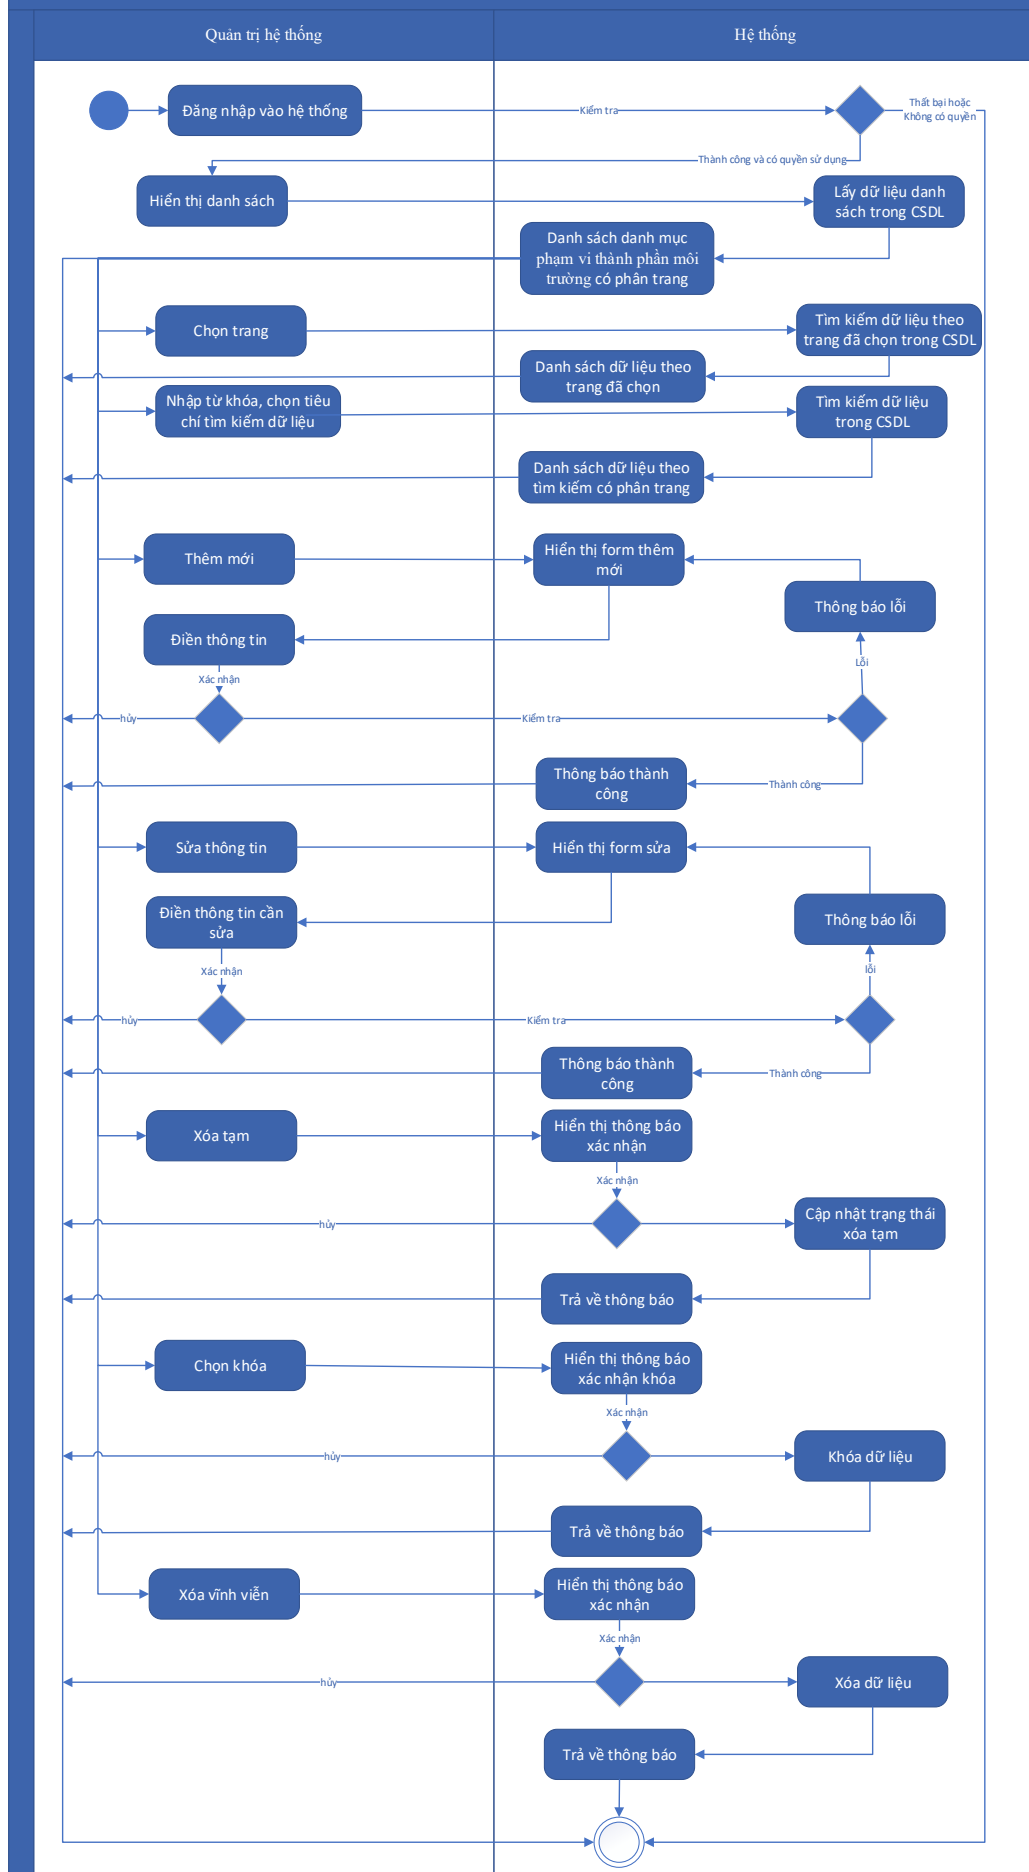 Quản trị hệ thống
Hệ thống
Đăng nhập vào hệ thống
Kiểm tra
Thất bại hoặc
Không có quyền
Thành công và có quyền sử dụng
Hiển thị danh sách
Lấy dữ liệu danh
sách trong CSDL
Danh sách danh mục
phạm vi thành phần môi
trường có phân trang
Chọn trang
Tìm kiếm dữ liệu theo
trang đã chọn trong CSDL
Danh sách dữ liệu theo
trang đã chọn
Nhập từ khóa, chọn tiêu
chí tìm kiếm dữ liệu
Tìm kiếm dữ liệu
trong CSDL
Danh sách dữ liệu theo
tìm kiếm có phân trang
Thêm mới
Hiển thị form thêm
mới
Thông báo lỗi
Điền thông tin
Lỗi
Xác nhận
hủy
Kiểm tra
Thông báo thành
công
Thành công
Sửa thông tin
Hiển thị form sửa
Điền thông tin cần
sửa
Thông báo lỗi
Xác nhận
lỗi
hủy
Kiểm tra
Thông báo thành
công
Thành công
Xóa tạm
Hiển thị thông báo
xác nhận
Xác nhận
hủy
Cập nhật trạng thái
xóa tạm
Trả về thông báo
Chọn khóa
Hiển thị thông báo
xác nhận khóa
Xác nhận
hủy
Khóa dữ liệu
Trả về thông báo
Xóa vĩnh viễn
Hiển thị thông báo
xác nhận
Xác nhận
hủy
Xóa dữ liệu
Trả về thông báo